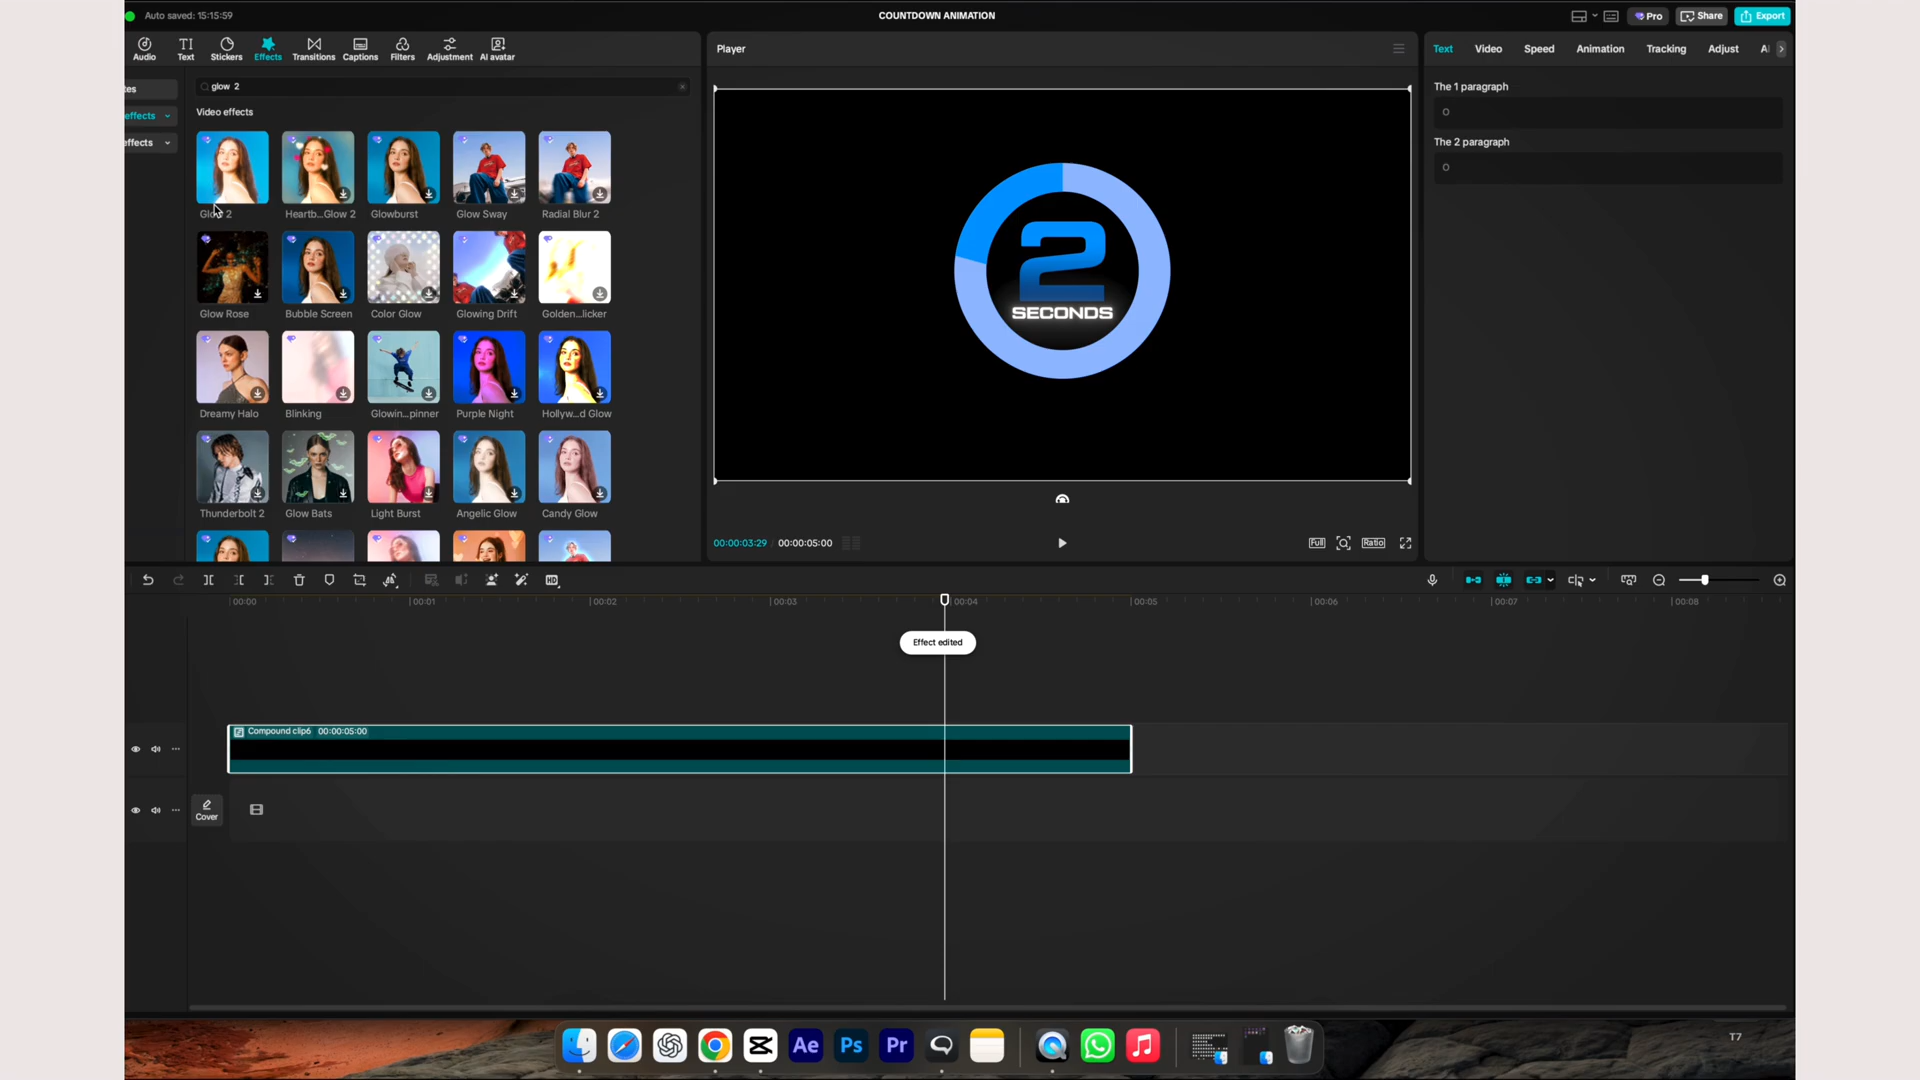 Auto saved: 15:15:59
COUNTDOWN ANIMATION
Pro
Share
Export
Audio
Text
Stickers
Effects
Transitions
Captions
Filters
Adjustment
AI avatar
Player
Text
Video
Speed
Animation
Tracking
Adjust
AI
tes
effects
effects
glow 2
Video effects
Glow 2
Heartb...Glow 2
Glowburst
Glow Sway
Radial Blur 2
Glow Rose
Bubble Screen
Color Glow
Glowing Drift
Golden...licker
Dreamy Halo
Blinking
Glowin...pinner
Purple Night
Hollyw...d Glow
Thunderbolt 2
Glow Bats
Light Burst
Angelic Glow
Candy Glow
2
SECONDS
00:00:03:29 / 00:00:05:00
Full
Ratio
The 1 paragraph
O
The 2 paragraph
O
HD
00:00
00:01
00:02
00:03
00:04
00:05
00:06
00:07
00:08
Effect edited
Compound clip6 00:00:05:00
Cover
Ae
Ps
Pr
T7